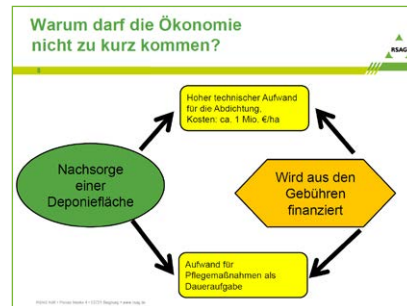 Warum darf die Ökonomie
nicht zu kurz kommen?
RSAG
Hoher technischer Aufwand
für die Abdichtung,
Kosten: ca. 1 Mio. €/ha
Nachsorge
einer
Deponiefläche
Wird aus den
Gebühren
finanziert
Aufwand für
Pflegemaßnahmen als
Daueraufgabe